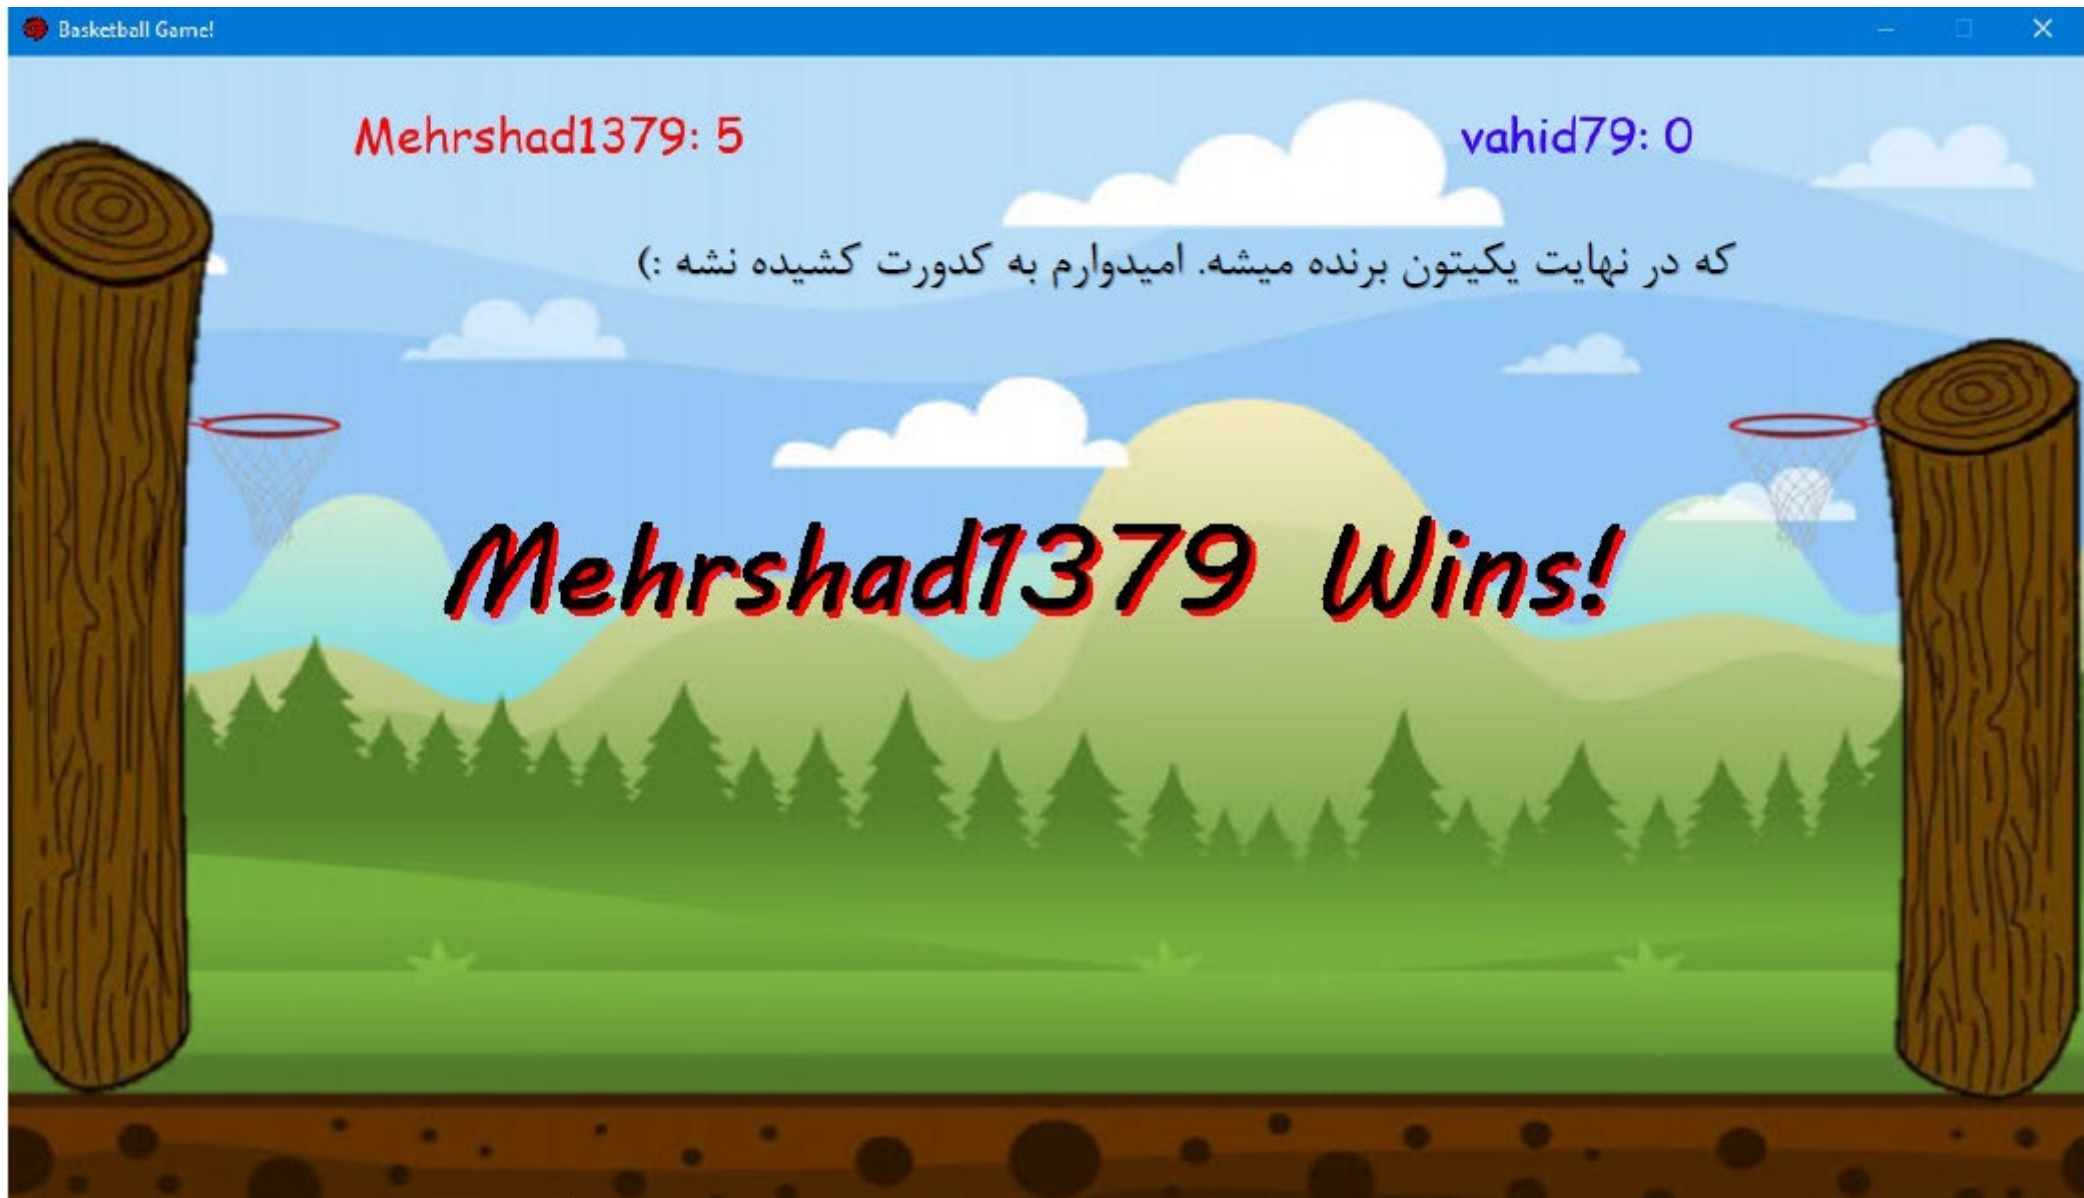 Basketball Game!
Mehrshad1379: 5
vahid79: 0
که در نهایت یکیتون برنده میشه. امیدوارم به کدورت کشیده نشه :)
Mehrshad1379 Wins!